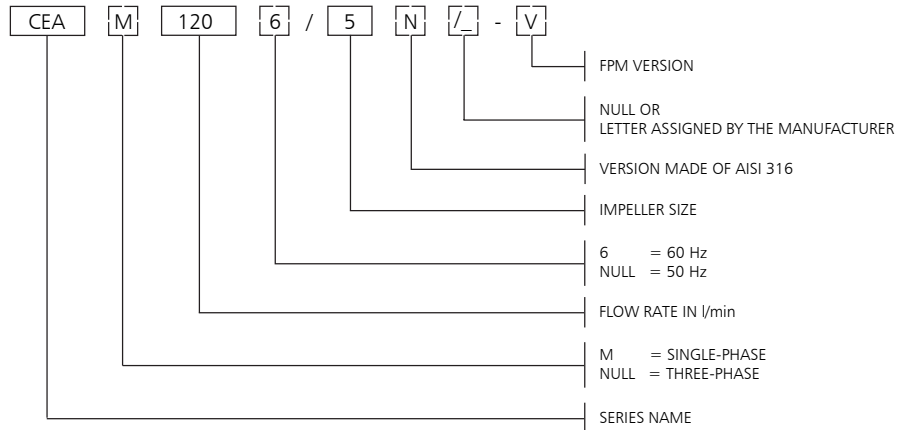 CEA M 120 6 / 5 N /_ - V
FPM VERSION
NULL OR
LETTER ASSIGNED BY THE MANUFACTURER
VERSION MADE OF AISI 316
IMPELLER SIZE
6 = 60 Hz
NULL = 50 Hz
FLOW RATE IN l/min
M = SINGLE-PHASE
NULL = THREE-PHASE
SERIES NAME